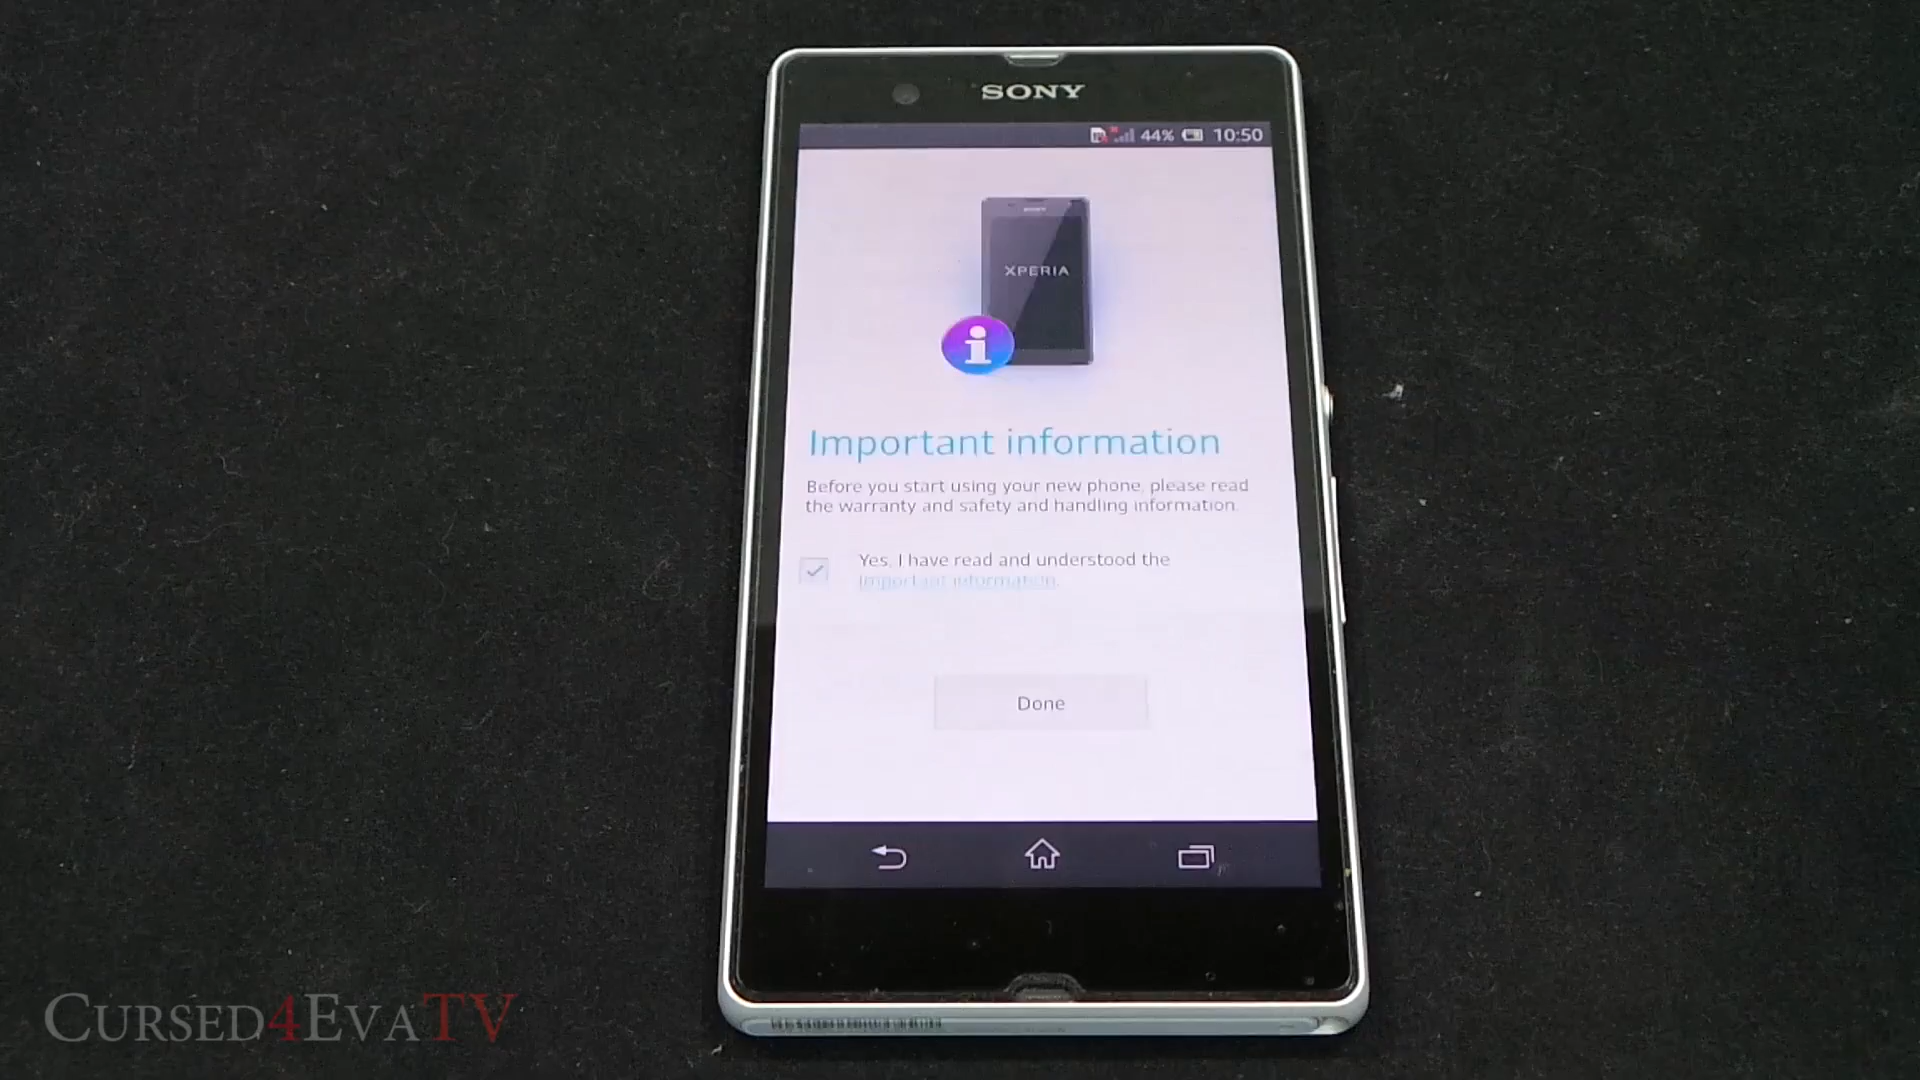 SONY
44% 10:50
SONY
XPERIA
Important information
Before you start using your new phone, please read
the warranty and safety and handling information.
Yes, I have read and understood the
Important information.
Done
CURSED4EVATV